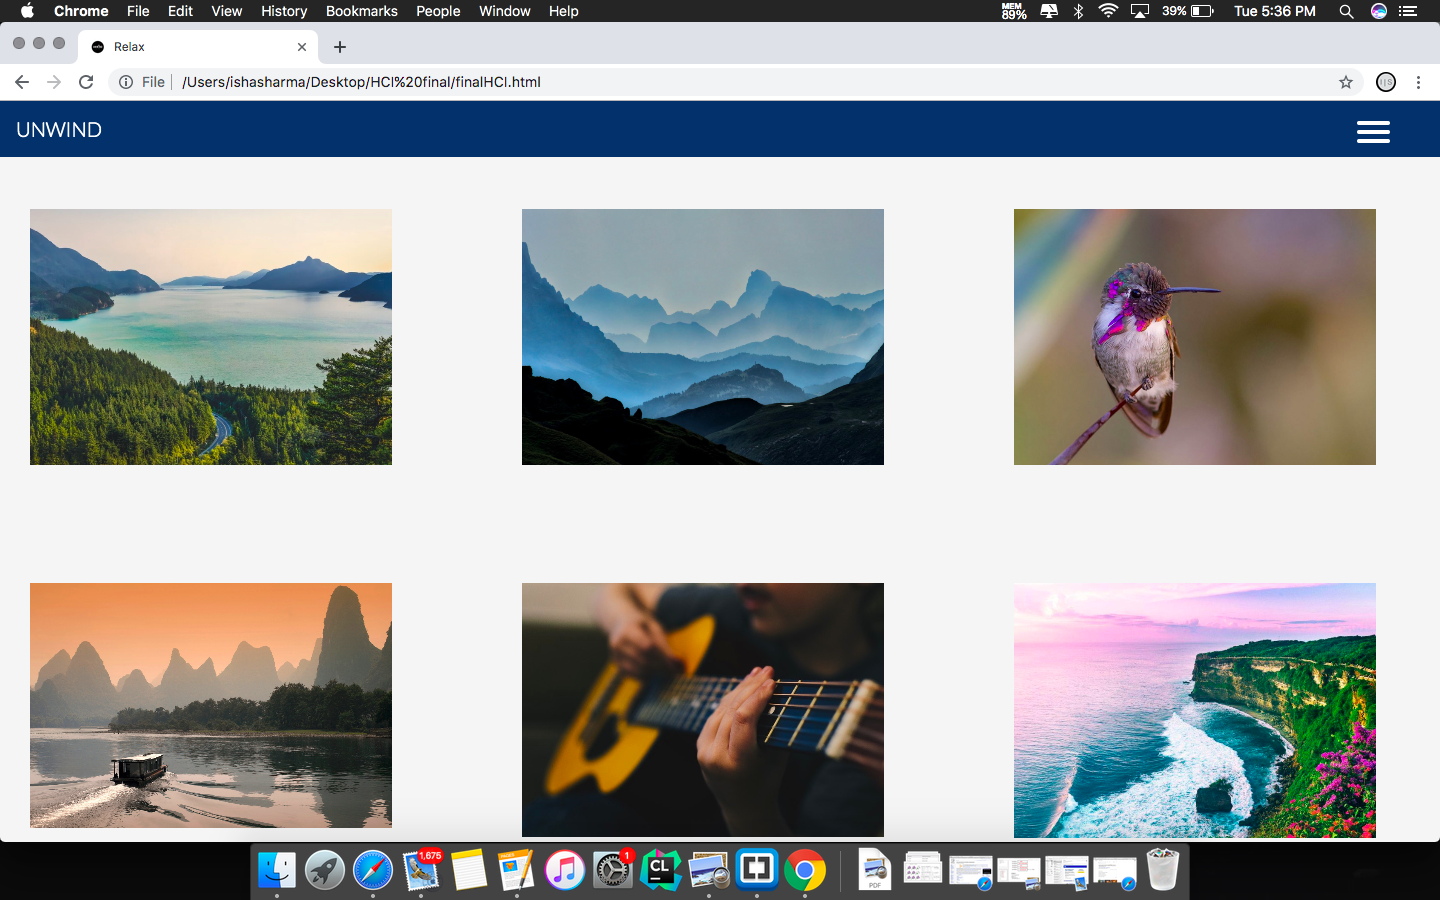 Chrome File Edit View History Bookmarks People Window Help MEM 89% 39% Tue 5:36 PM
Relax
File /Users/ishasharma/Desktop/HCI%20final/finalHCI.html
UNWIND
1,675
1
CL
PDF